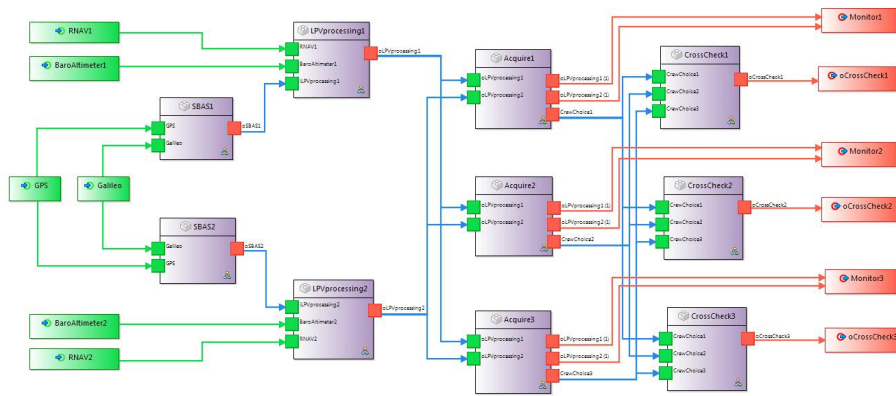 RNAV1
BaroAltimeter1
GPS
Galileo
BaroAltimeter2
RNAV2
SBAS1
GPS
Galileo
oSBAS1
SBAS2
Galileo
GPS
oSBAS2
LPVprocessing1
RNAV1
BaroAltimeter1
iLPVprocessing1
oLPVprocessing1
LPVprocessing2
iLPVprocessing2
BaroAltimeter2
RNAV2
oLPVprocessing2
Acquire1
oLPVprocessing1
oLPVprocessing2
oLPVprocessing1 (1)
oLPVprocessing2 (1)
CrewChoice1
Acquire2
oLPVprocessing1
oLPVprocessing2
oLPVprocessing1 (1)
oLPVprocessing2 (1)
CrewChoice2
Acquire3
oLPVprocessing1
oLPVprocessing2
oLPVprocessing1 (1)
oLPVprocessing2 (1)
CrewChoice3
CrossCheck1
CrewChoice1
CrewChoice2
CrewChoice3
oCrossCheck1
CrossCheck2
CrewChoice1
CrewChoice2
CrewChoice3
oCrossCheck2
CrossCheck3
CrewChoice1
CrewChoice2
CrewChoice3
oCrossCheck3
Monitor1
oCrossCheck1
Monitor2
oCrossCheck2
Monitor3
oCrossCheck3